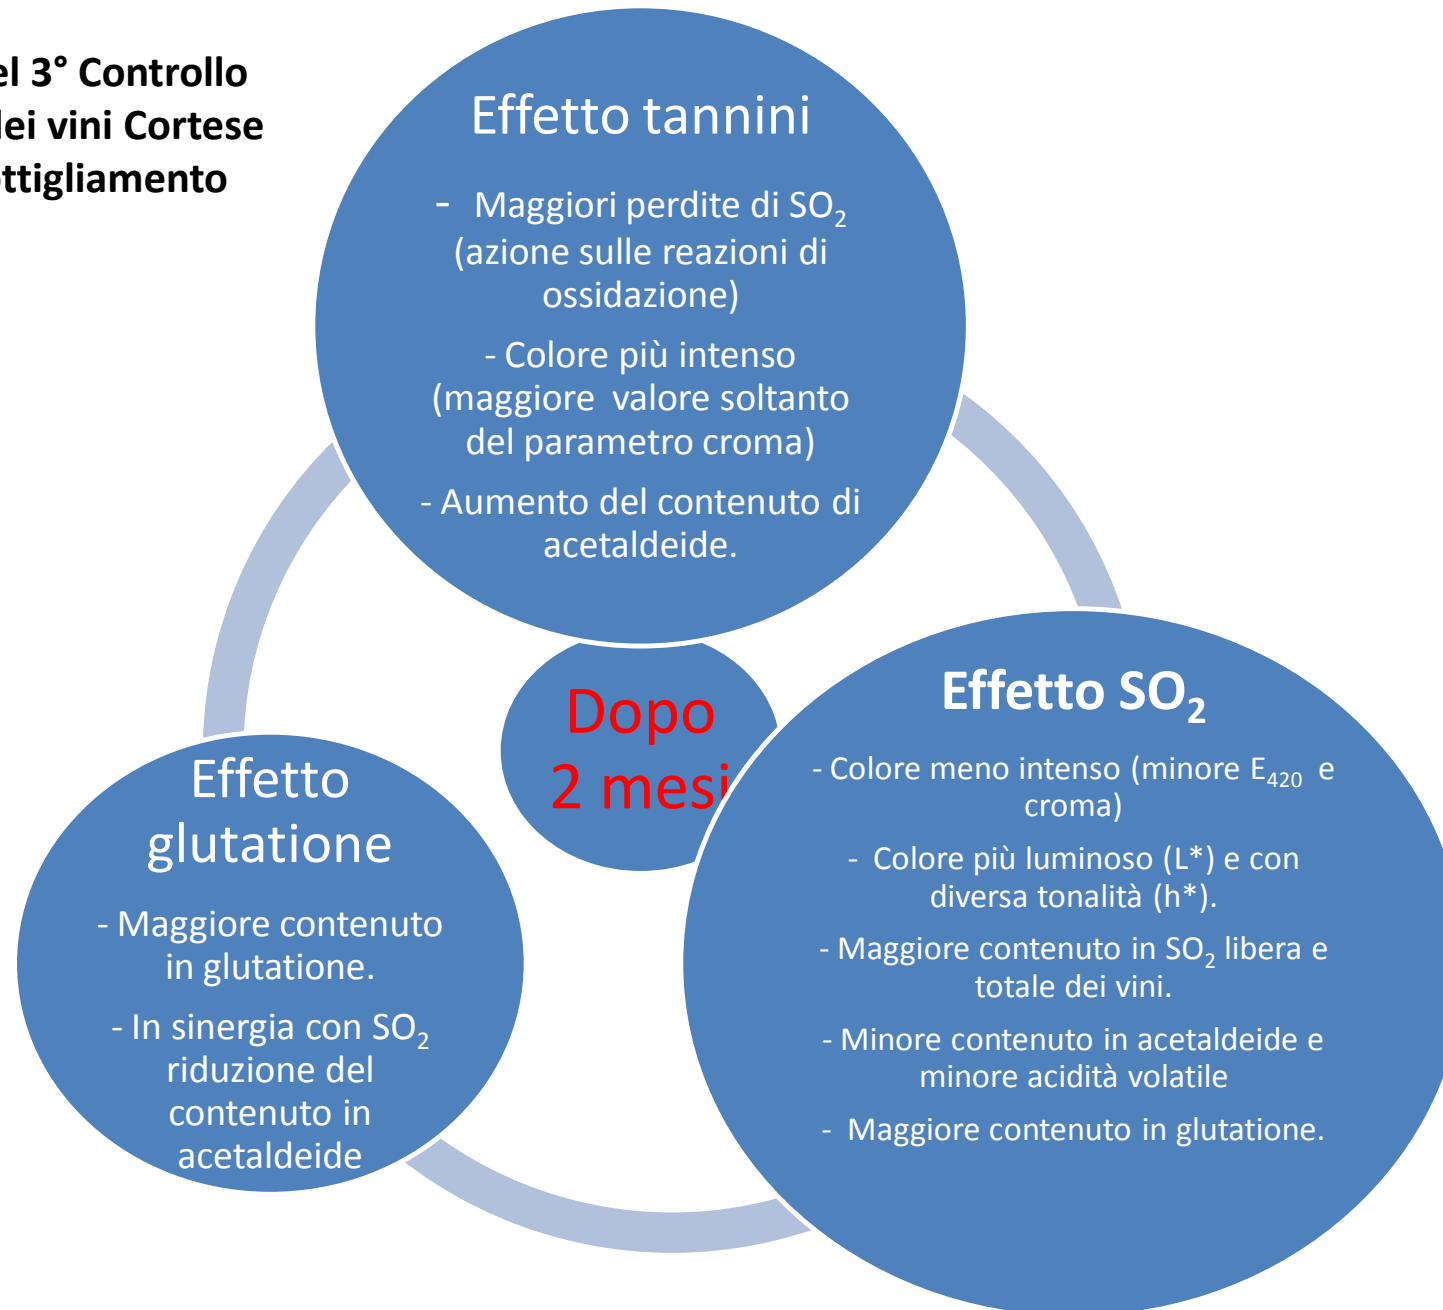 el 3° Controllo
dei vini Cortese
ottigliamento
Effetto tannini
- Maggiori perdite di SO₂
(azione sulle reazioni di
ossidazione)
- Colore più intenso
(maggiore valore soltanto
del parametro croma)
- Aumento del contenuto di
acetaldeide.
Dopo
2 mesi
Effetto SO₂
- Colore meno intenso (minore E₄₂₀ e
croma)
- Colore più luminoso (L*) e con
diversa tonalità (h*).
- Maggiore contenuto in SO₂ libera e
totale dei vini.
- Minore contenuto in acetaldeide e
minore acidità volatile
- Maggiore contenuto in glutatione.
Effetto
glutatione
- Maggiore contenuto
in glutatione.
- In sinergia con SO₂
riduzione del
contenuto in
acetaldeide